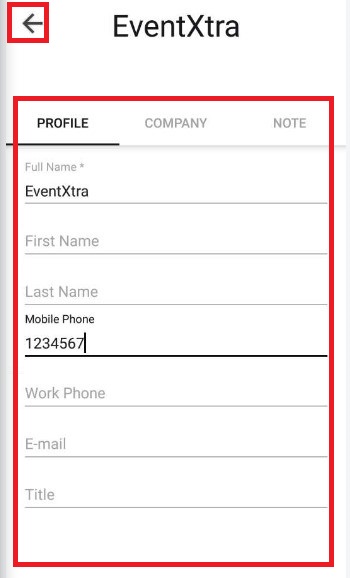 EventXtra
PROFILE COMPANY NOTE
Full Name *
EventXtra
First Name
Last Name
Mobile Phone
1234567
Work Phone
E-mail
Title